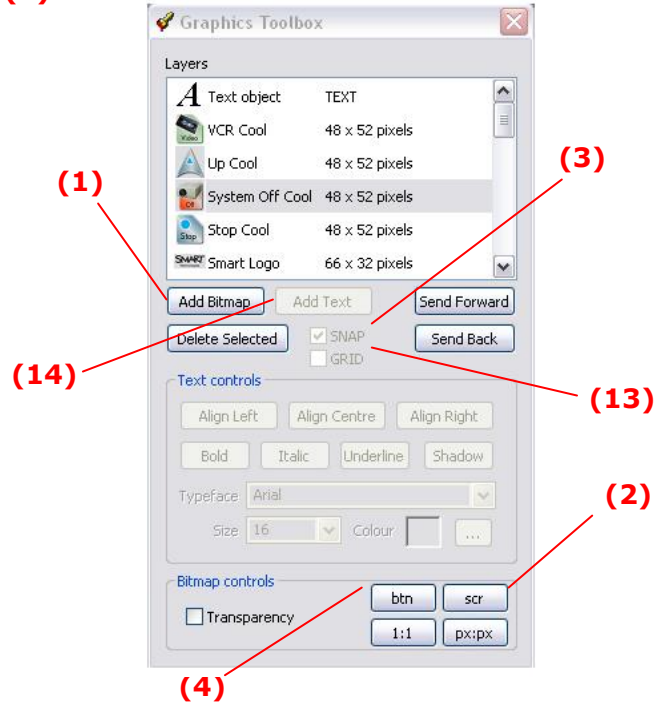 Graphics Toolbox
Layers
A Text object TEXT
Video VCR Cool 48 x 52 pixels
Up Cool 48 x 52 pixels
Off System Off Cool 48 x 52 pixels
Stop Stop Cool 48 x 52 pixels
SMART Smart Logo 66 x 32 pixels
(3)
(1)
Add Bitmap Add Text Send Forward
Delete Selected SNAP Send Back
GRID
(14)
(13)
Text controls
Align Left Align Centre Align Right
Bold Italic Underline Shadow
Typeface Arial
Size 16 Colour ...
(2)
Bitmap controls
btn scr
Transparency
1:1 px:px
(4)